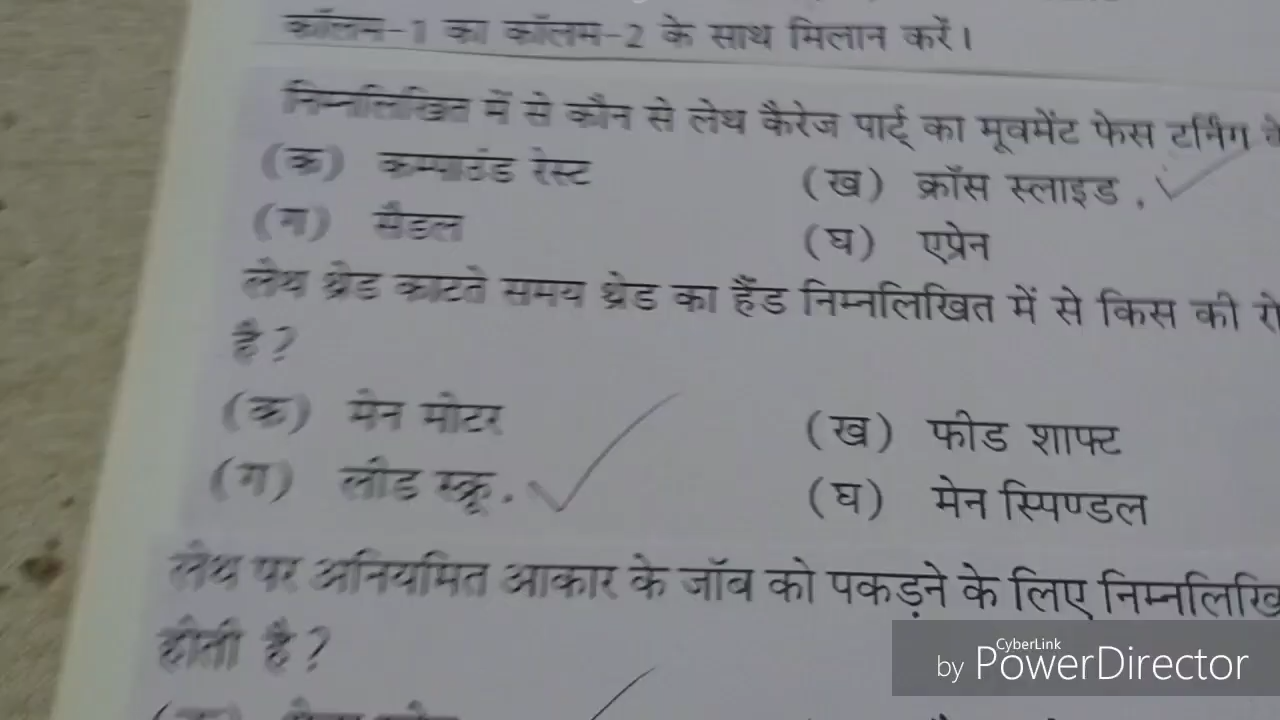 कॉलम-1 का कॉलम-2 के साथ मिलान करें।
निम्नलिखित में से कौन से लेथ कैरेज पार्ट् का मूवमेंट फेस टर्निंग
(क) कम्पाउंड रेस्ट (ख) क्रॉस स्लाइड .
(ग) सैडल (घ) एप्रेन
लेथ थ्रेड काटते समय थ्रेड का हैंड निम्नलिखित में से किस की
है?
(क) मेन मोटर (ख) फीड शाफ्ट
(ग) लीड स्क्रू. (घ) मेन स्पिण्डल
लेथ पर अनियमित आकार के जॉब को पकड़ने के लिए
होती है?
by CyberLink PowerDirector